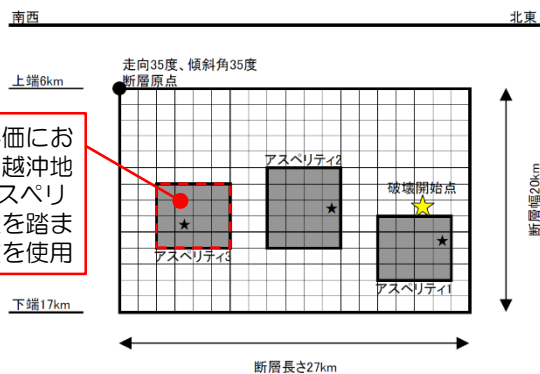 南西
北東
走向35度、傾斜角35度
断層原点
上端6km
価にお
越沖地
スペリ
を踏ま
を使用
アスペリティ2
破壊開始点
アスペリティ3
アスペリティ1
断層幅20km
下端17km
断層長さ27km